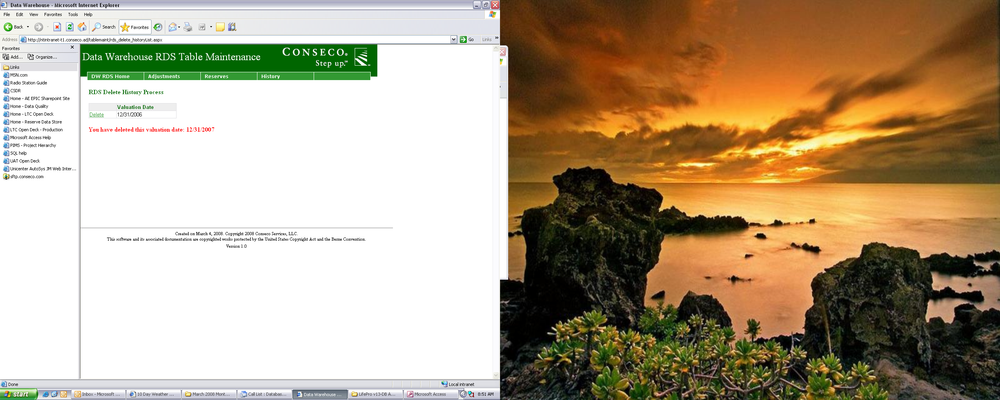 Data Warehouse - Microsoft Internet Explorer
File Edit View Favorites Tools Help
Back Search Favorites
Address http://ntintranet-t1.conseco.ad/tablemaint/rds_delete_historyList.aspx Go Links »
Favorites
Add... Organize...
Links
MSN.com
Radio Station Guide
CSDR
Home - AE EPIC Sharepoint Site
Home - Data Quality
Home - LTC Open Deck
Home - Reserve Data Store
LTC Open Deck - Production
Microsoft Access Help
PIMS - Project Hierarchy
SQL help
UAT Open Deck
Unicenter AutoSys JM Web Inter...
sftp.conseco.com
Data Warehouse RDS Table Maintenance
CONSECO®
Step up.℠
DW RDS Home Adjustments Reserves History
RDS Delete History Process
Valuation Date
Delete 12/31/2006
You have deleted this valuation date: 12/31/2007
Created on March 4, 2008. Copyright 2008 Conseco Services, LLC.
This software and its associated documentation are copyrighted works protected by the United States Copyright Act and the Berne Convention.
Version 1.0
Done Local intranet
start Inbox - Microsoft ... 10 Day Weather ... March 2008 Mont... Call List : Databas... Data Warehouse ... LifePro v13-DB A... Microsoft Access 8:51 AM